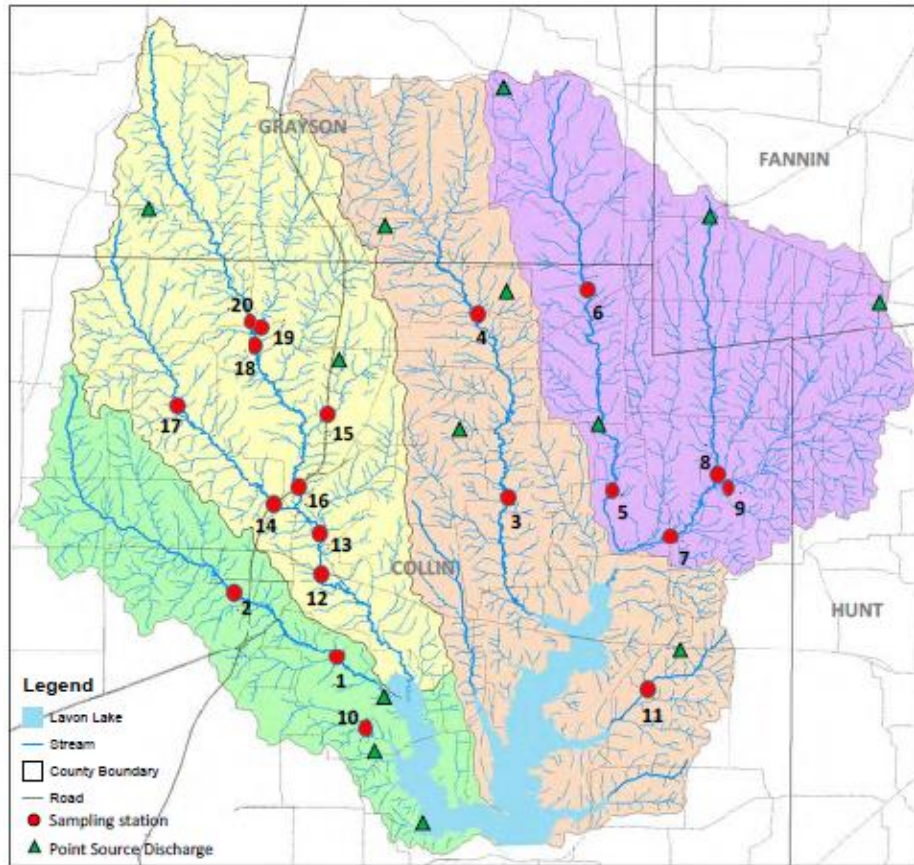 GRAYSON
FANNIN
20
19
6
4
18
17
15
8
16
9
14
5
3
13
7
COLLIN
12
2
HUNT
1
Legend
10
11
Lavon Lake
Stream
County Boundary
Road
Sampling station
Point Source Discharge